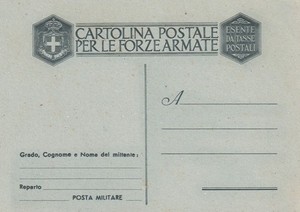 CARTOLINA POSTALE
PER LE FORZE ARMATE
ESENTE
DA TASSE
POSTALI
A
Grado, Cognome e Nome del mittente:
Reparto
POSTA MILITARE